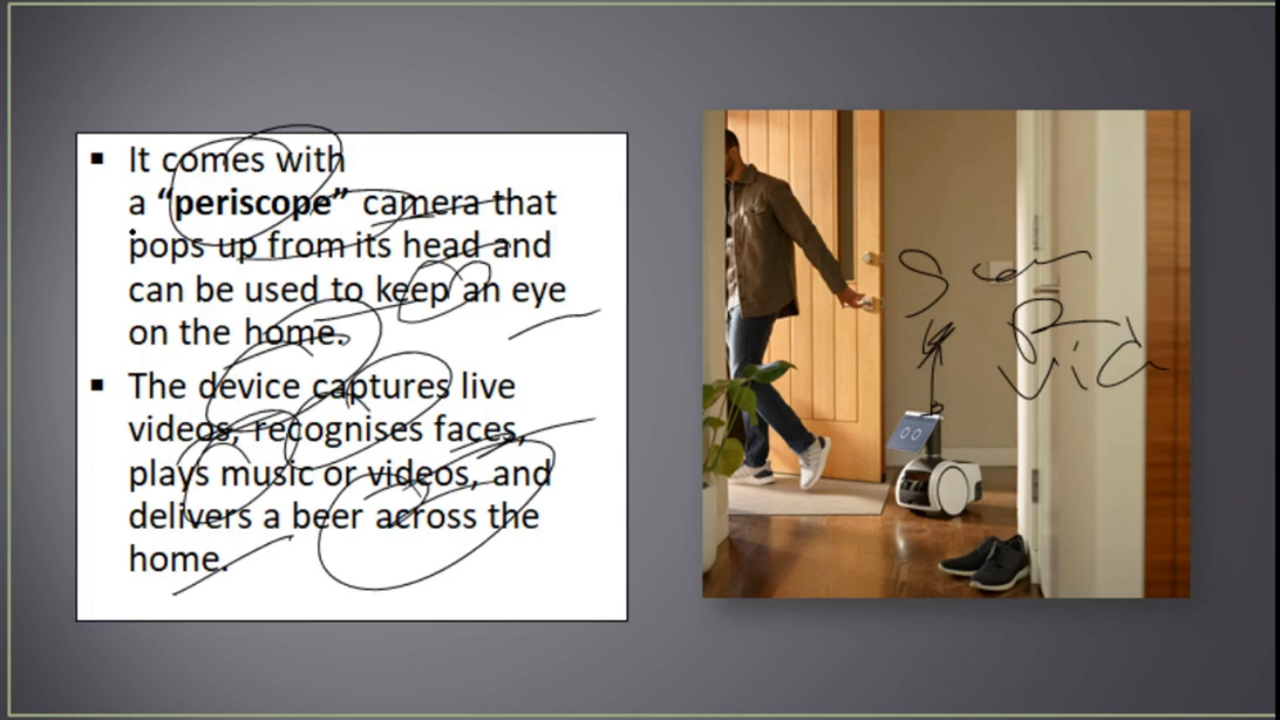 ▪ It comes with
a “periscope” camera that
pops up from its head and
can be used to keep an eye
on the home.
▪ The device captures live
videos, recognises faces,
plays music or videos, and
delivers a beer across the
home.